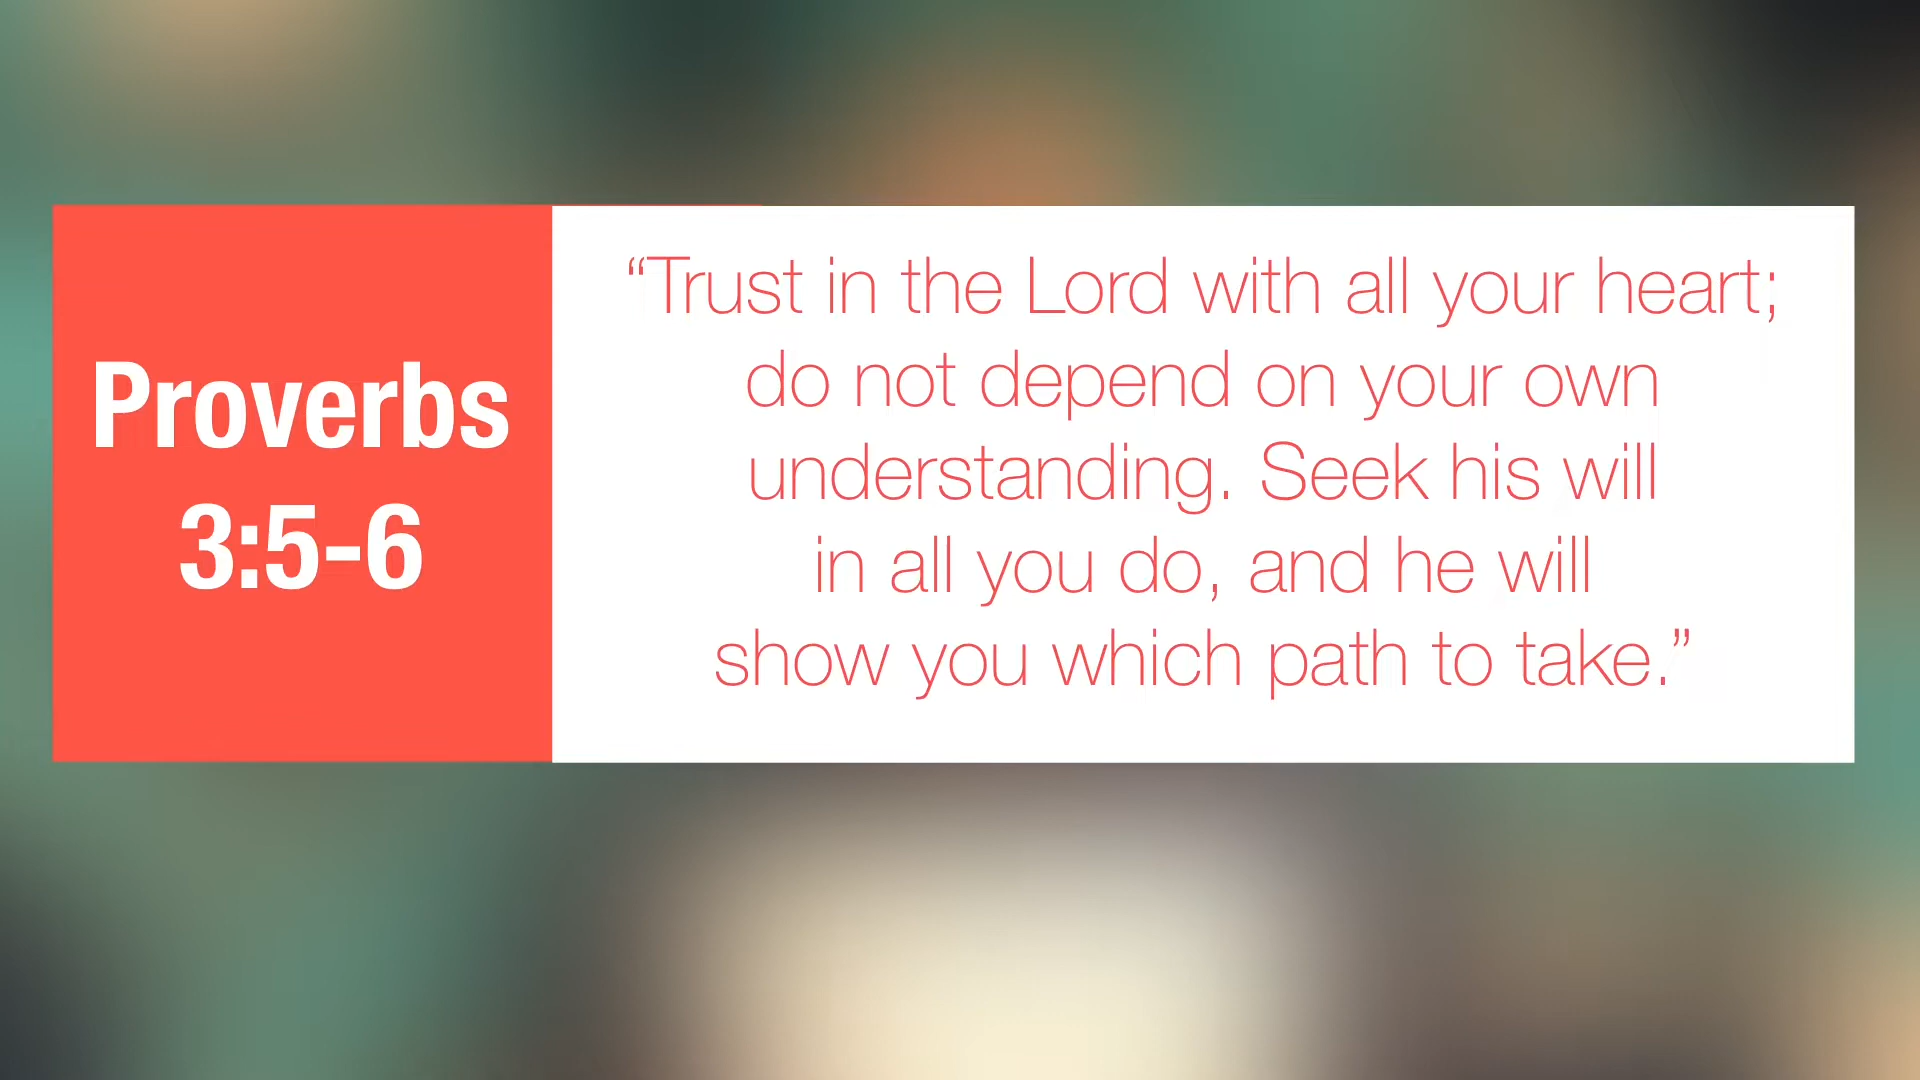 Proverbs
3:5-6
“Trust in the Lord with all your heart;
do not depend on your own
understanding. Seek his will
in all you do, and he will
show you which path to take.”